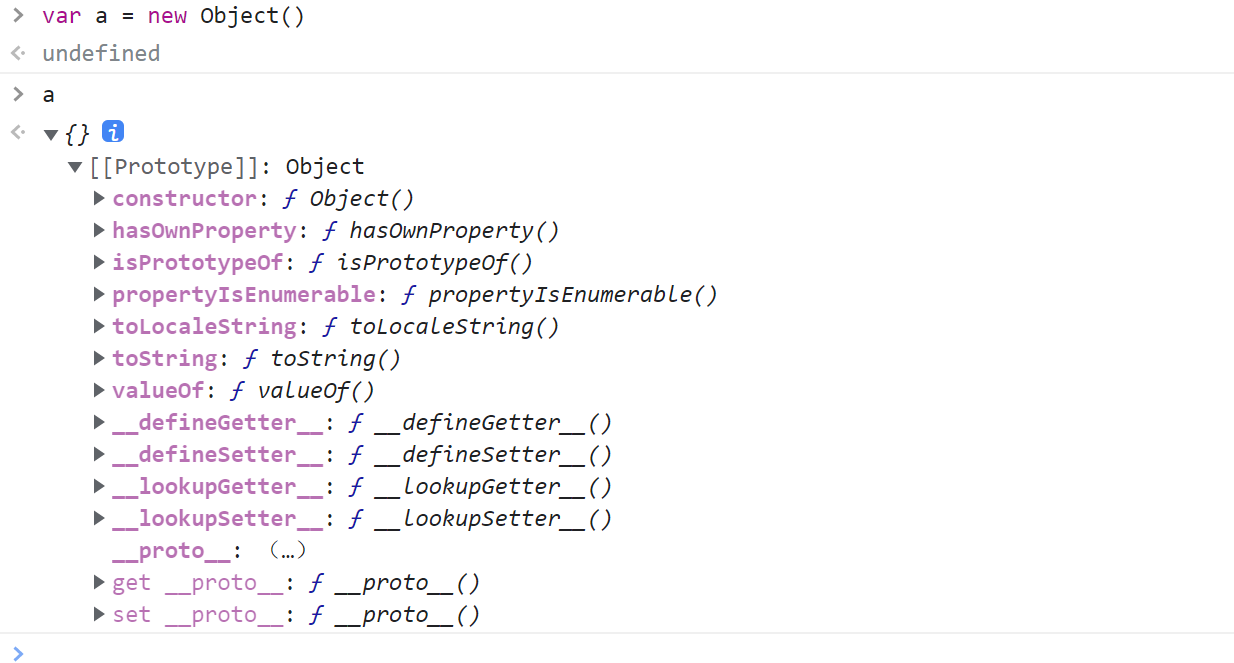 > var a = new Object()
undefined
> a
{} i
[[Prototype]]: Object
constructor: ƒ Object()
hasOwnProperty: ƒ hasOwnProperty()
isPrototypeOf: ƒ isPrototypeOf()
propertyIsEnumerable: ƒ propertyIsEnumerable()
toLocaleString: ƒ toLocaleString()
toString: ƒ toString()
valueOf: ƒ valueOf()
__defineGetter__: ƒ __defineGetter__()
__defineSetter__: ƒ __defineSetter__()
__lookupGetter__: ƒ __lookupGetter__()
__lookupSetter__: ƒ __lookupSetter__()
__proto__: （…）
get __proto__: ƒ __proto__()
set __proto__: ƒ __proto__()
>